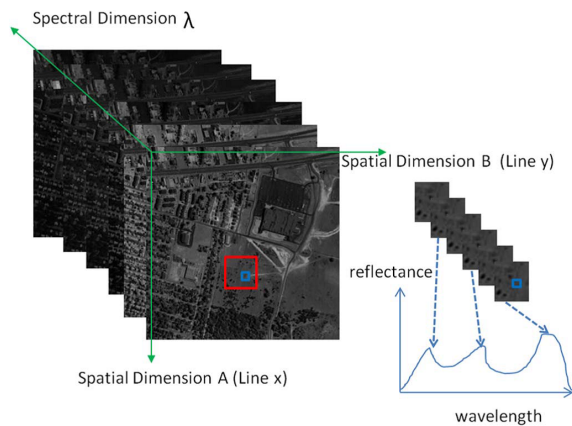 Spectral Dimension λ
Spatial Dimension B (Line y)
reflectance
Spatial Dimension A (Line x)
wavelength